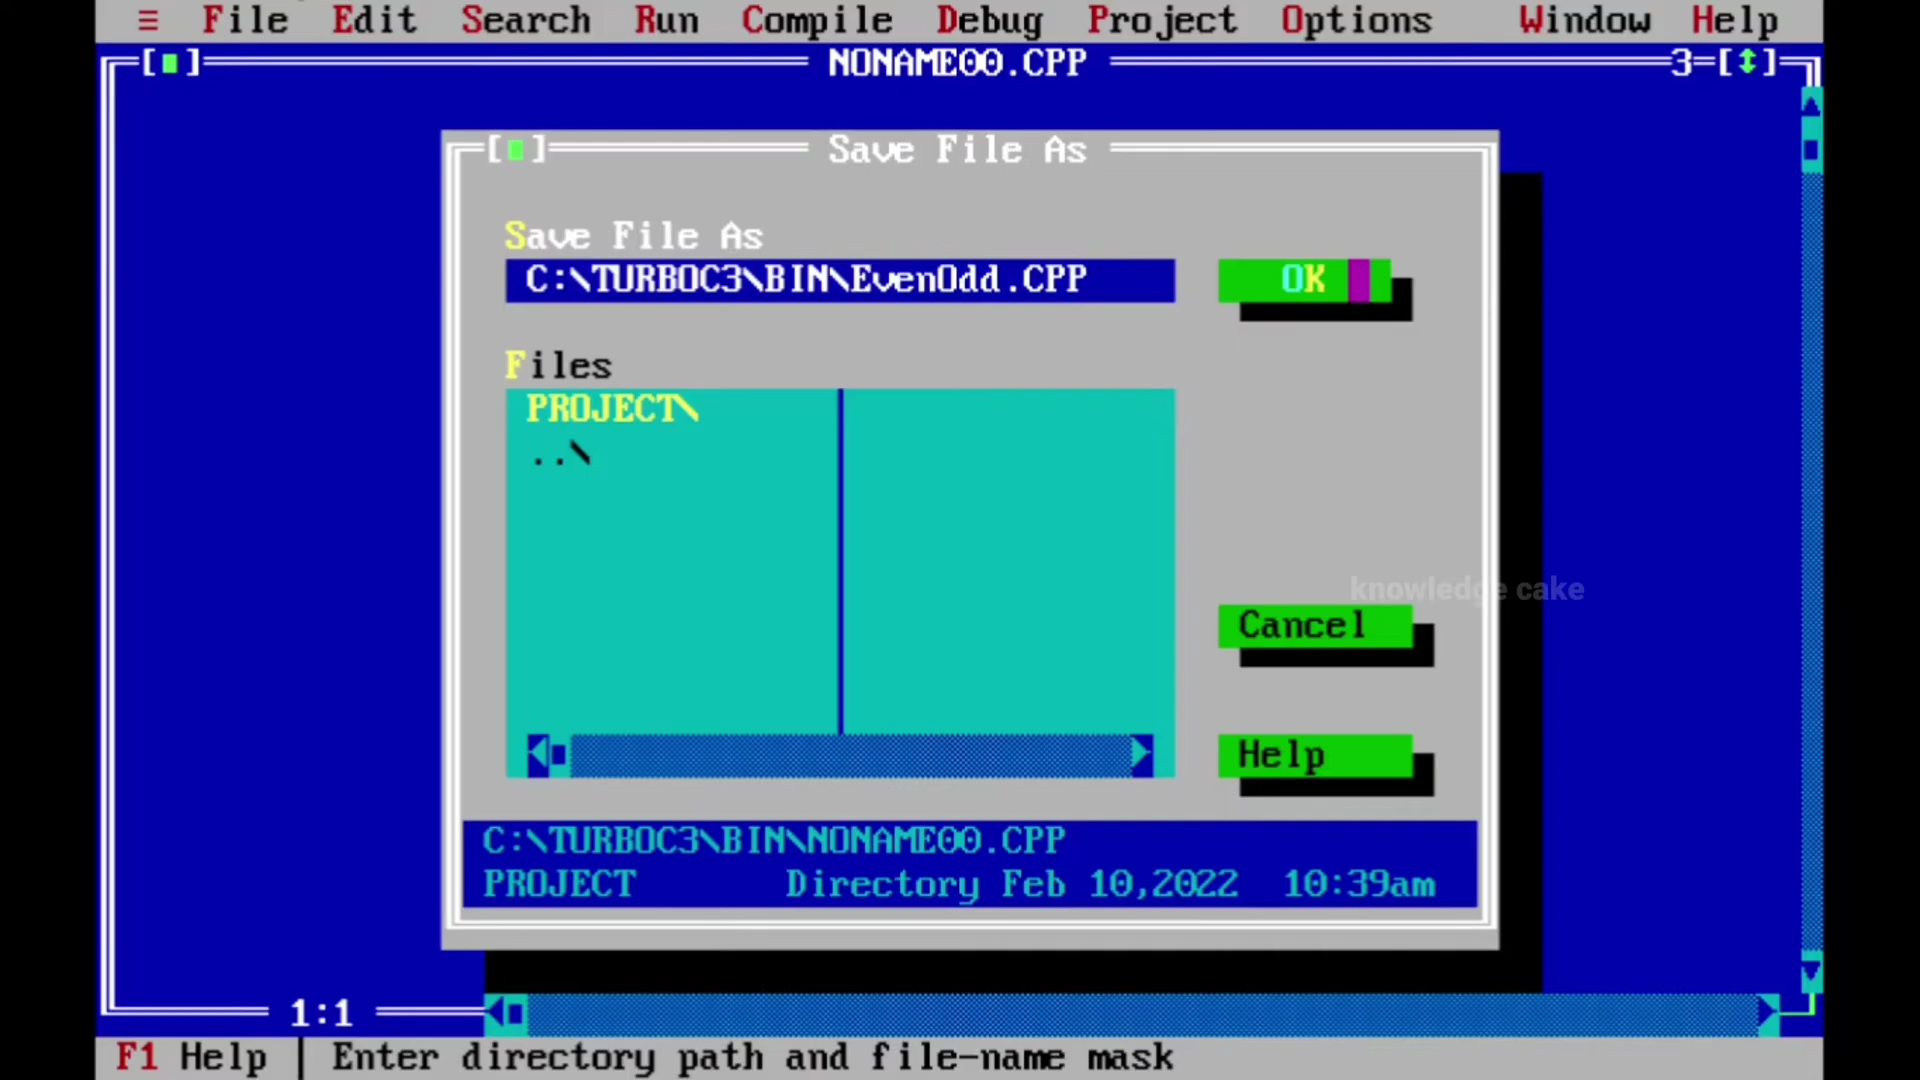 ≡ File Edit Search Run Compile Debug Project Options Window Help
[■] NONAME00.CPP 3=[↕]
[■] Save File As
Save File As
C:\TURBOC3\BIN\EvenOdd.CPP OK
Files
PROJECT\
..\
knowledge cake
Cancel
Help
C:\TURBOC3\BIN\NONAME00.CPP
PROJECT Directory Feb 10,2022 10:39am
1:1
F1 Help | Enter directory path and file-name mask